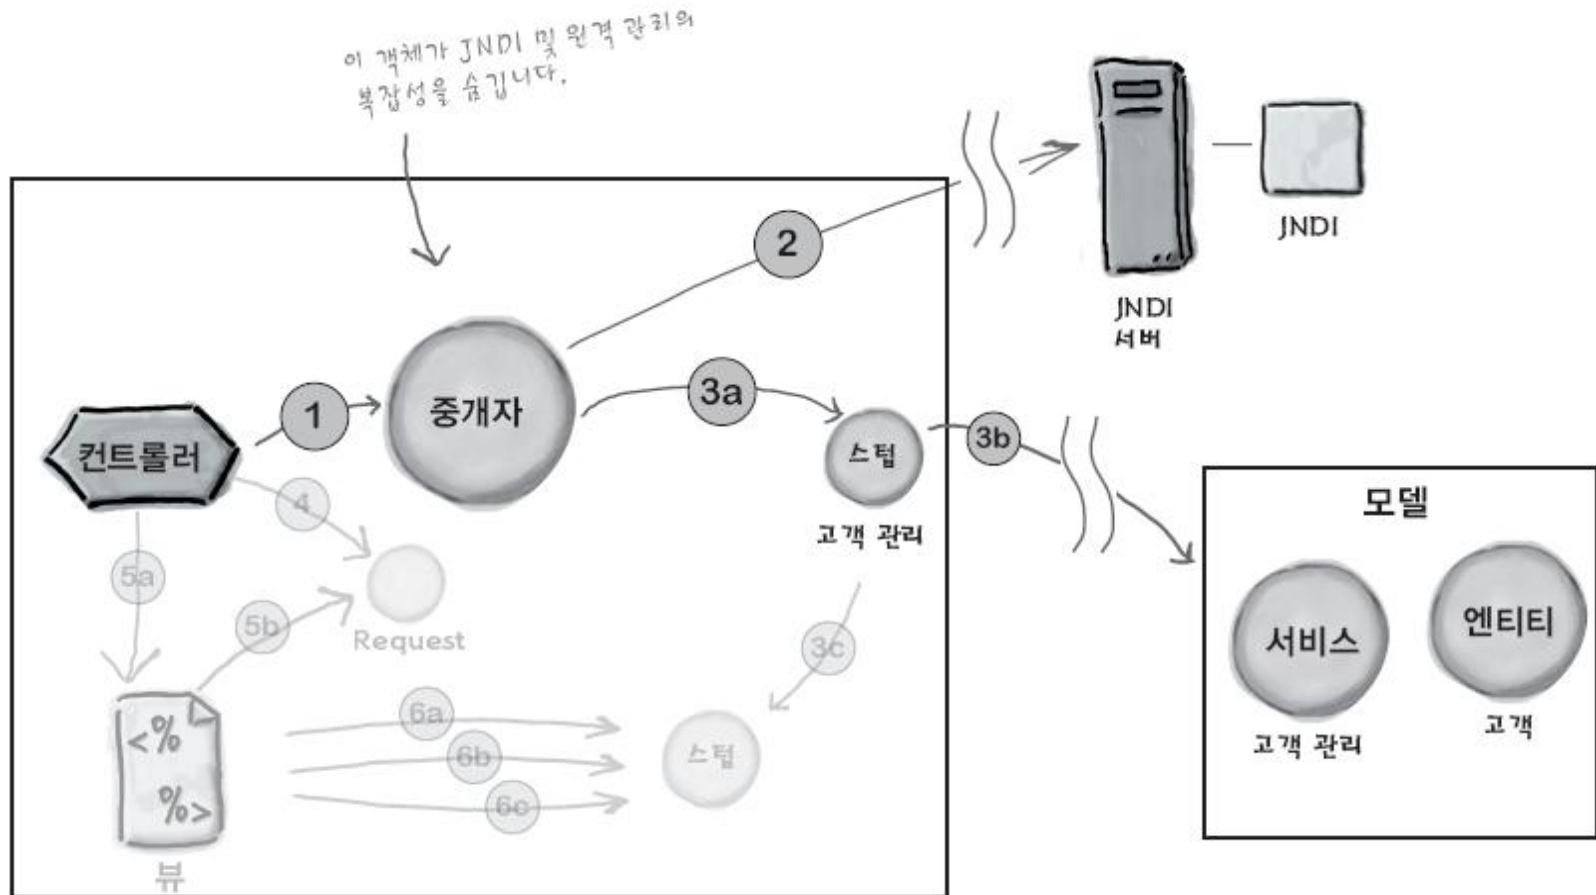 이 객체가 JNDI 및 원격 관리의
복잡성을 숨깁니다.
2
JNDI
JNDI
서버
중개자
1
3a
컨트롤러
스텁
3b
고객 관리
4
모델
5a
5b
Request
3c
서비스
엔티티
고객 관리
고객
<%
%>
6a
6b
6c
스텁
뷰